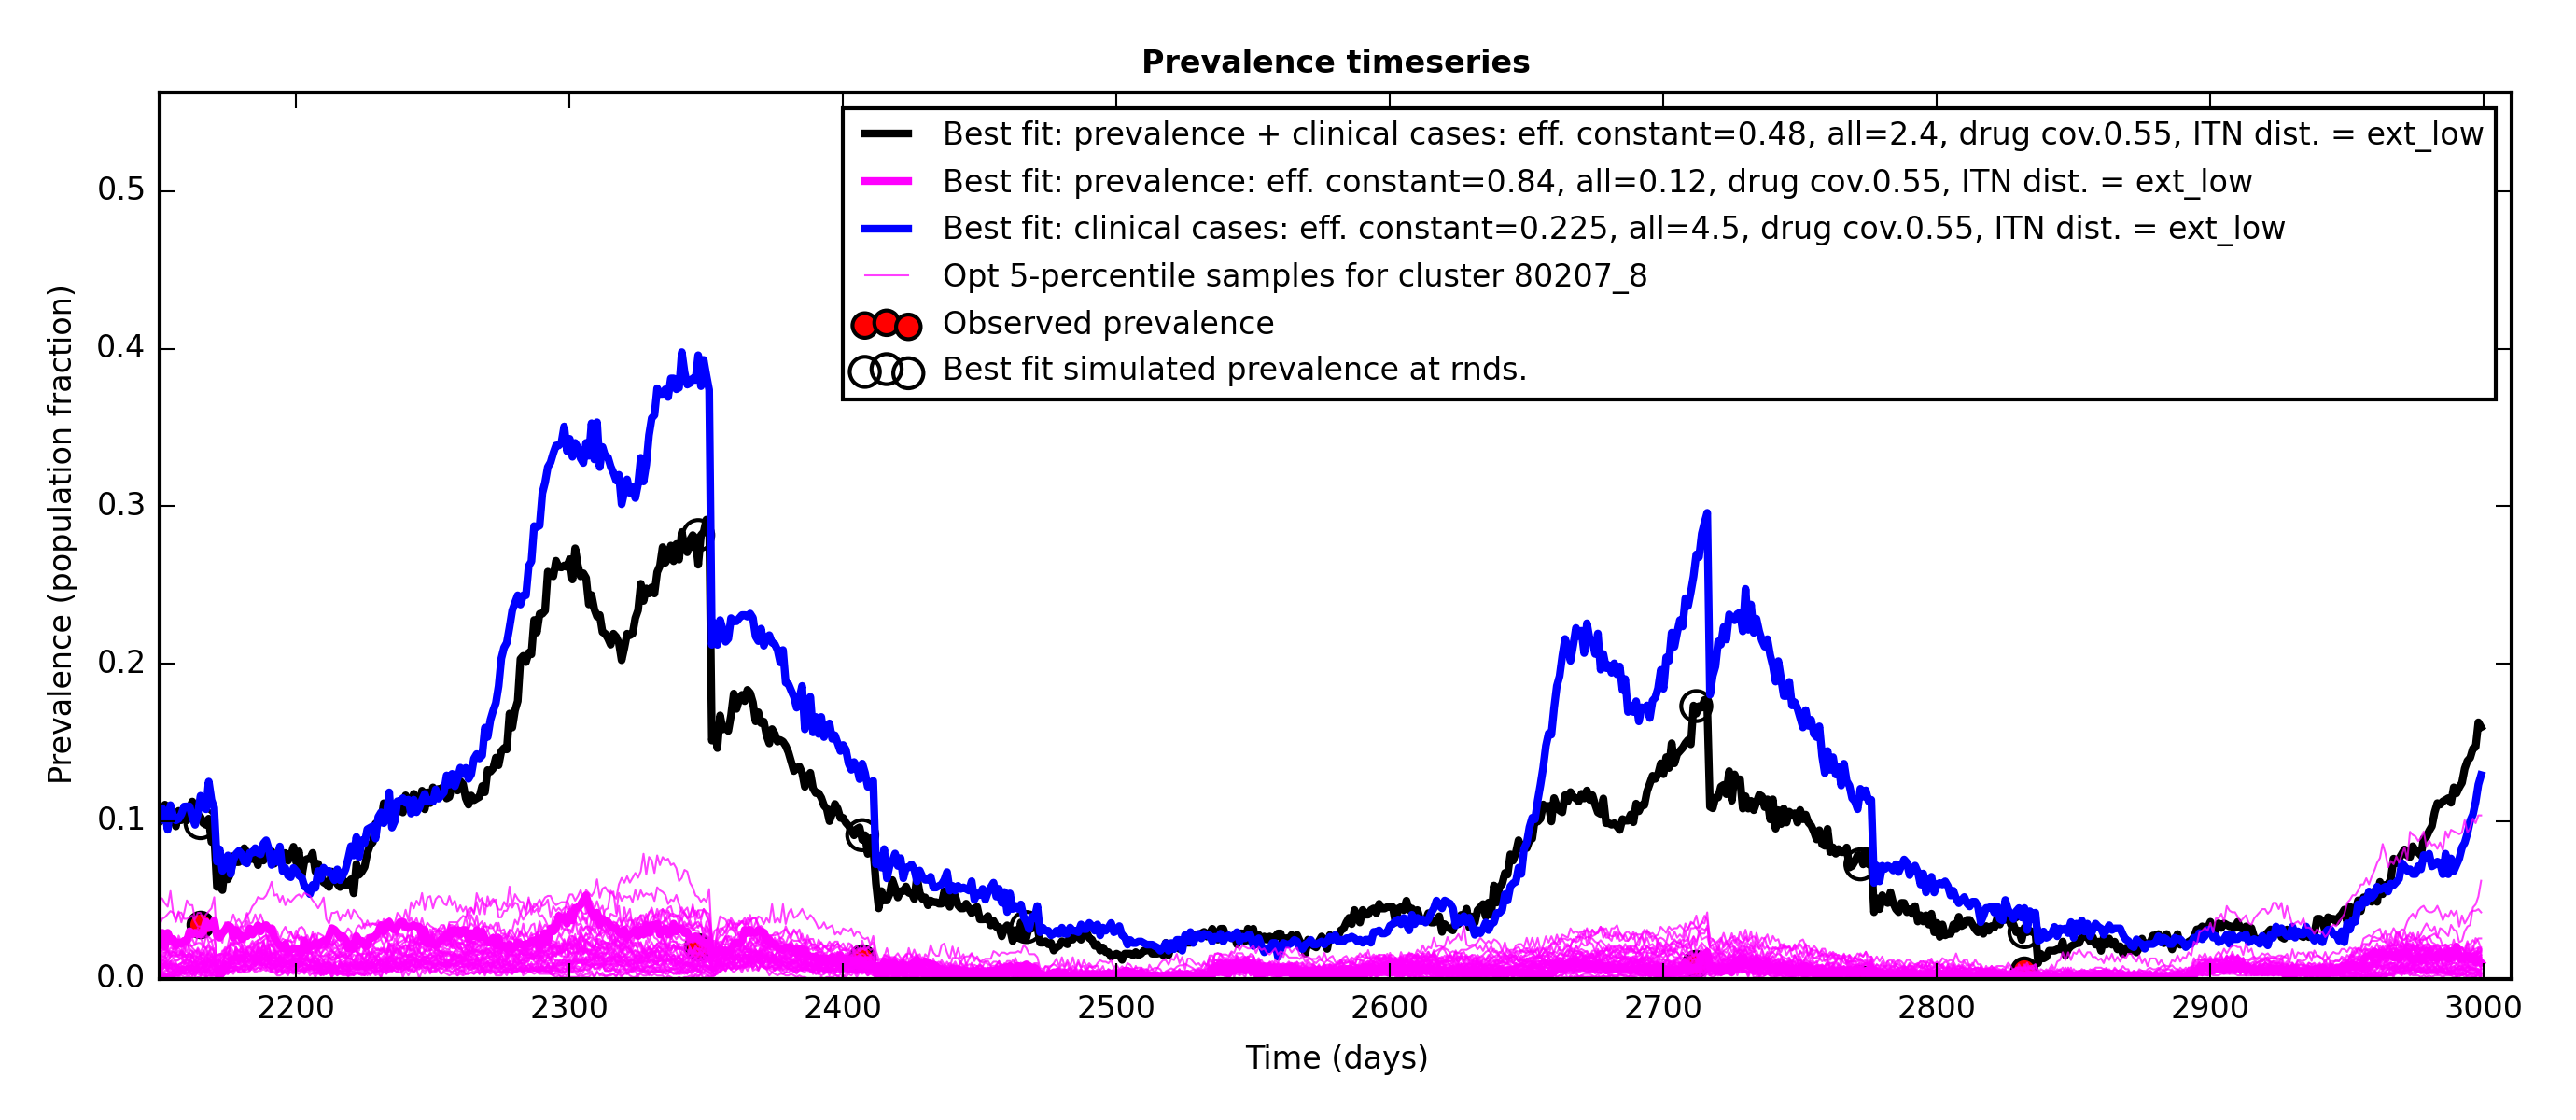 Prevalence timeseries
Best fit: prevalence + clinical cases: eff. constant=0.48, all=2.4, drug cov.0.55, ITN dist. = ext_low
Best fit: prevalence: eff. constant=0.84, all=0.12, drug cov.0.55, ITN dist. = ext_low
Best fit: clinical cases: eff. constant=0.225, all=4.5, drug cov.0.55, ITN dist. = ext_low
Opt 5-percentile samples for cluster 80207_8
Observed prevalence
Best fit simulated prevalence at rnds.
Prevalence (population fraction)
0.5
0.4
0.3
0.2
0.1
0.0
2200 2300 2400 2500 2600 2700 2800 2900 3000
Time (days)